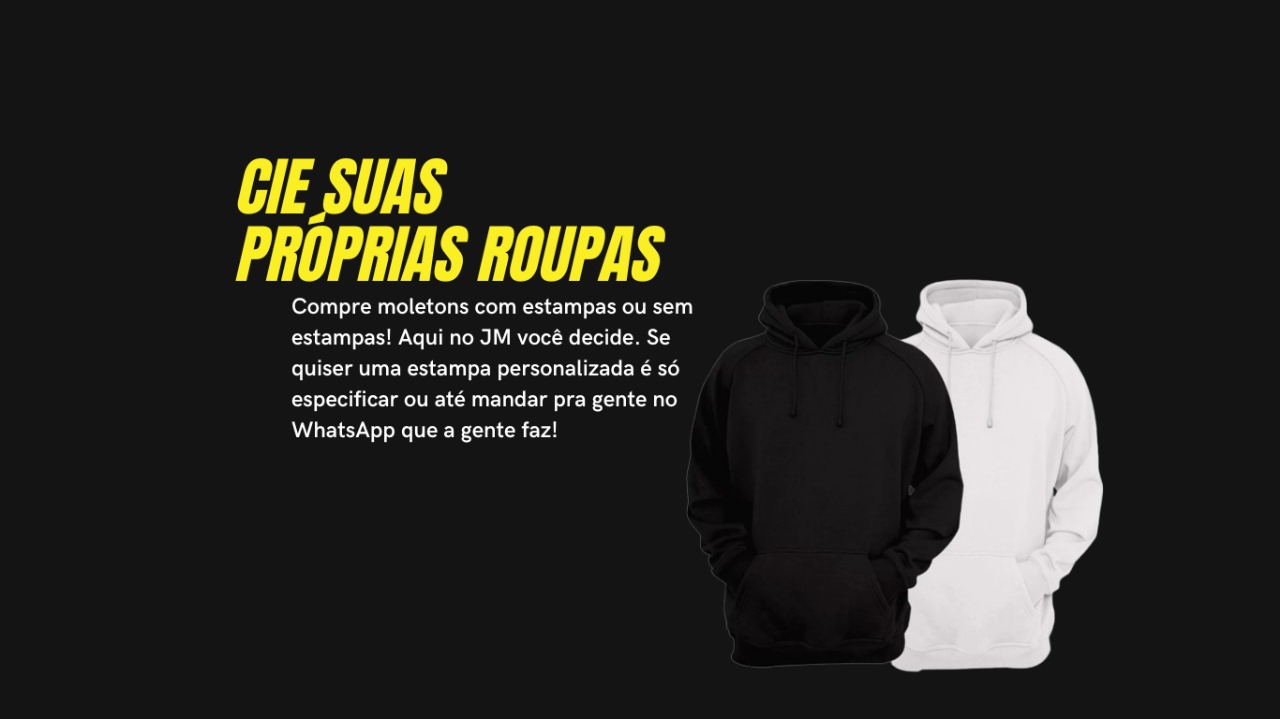 CIE SUAS
PRÓPRIAS ROUPAS
Compre moletons com estampas ou sem
estampas! Aqui no JM você decide. Se
quiser uma estampa personalizada é só
especificar ou até mandar pra gente no
WhatsApp que a gente faz!